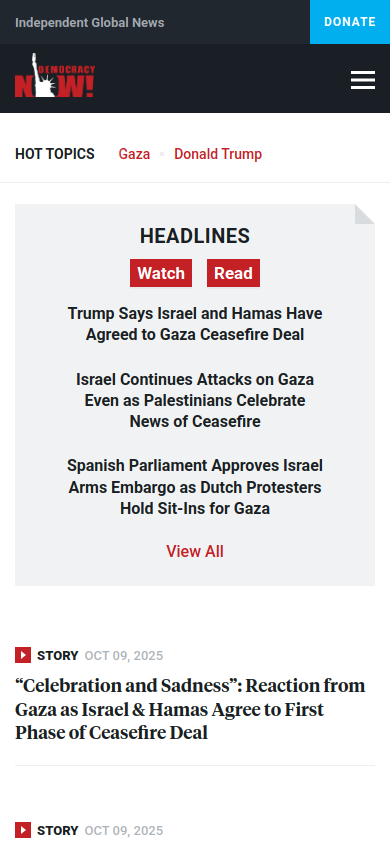 Independent Global News
DONATE
DEMOCRACY
NOW!
HOT TOPICS
Gaza
Donald Trump
HEADLINES
Watch
Read
Trump Says Israel and Hamas Have
Agreed to Gaza Ceasefire Deal
Israel Continues Attacks on Gaza
Even as Palestinians Celebrate
News of Ceasefire
Spanish Parliament Approves Israel
Arms Embargo as Dutch Protesters
Hold Sit-Ins for Gaza
View All
STORY OCT 09, 2025
“Celebration and Sadness”: Reaction from
Gaza as Israel & Hamas Agree to First
Phase of Ceasefire Deal
STORY OCT 09, 2025